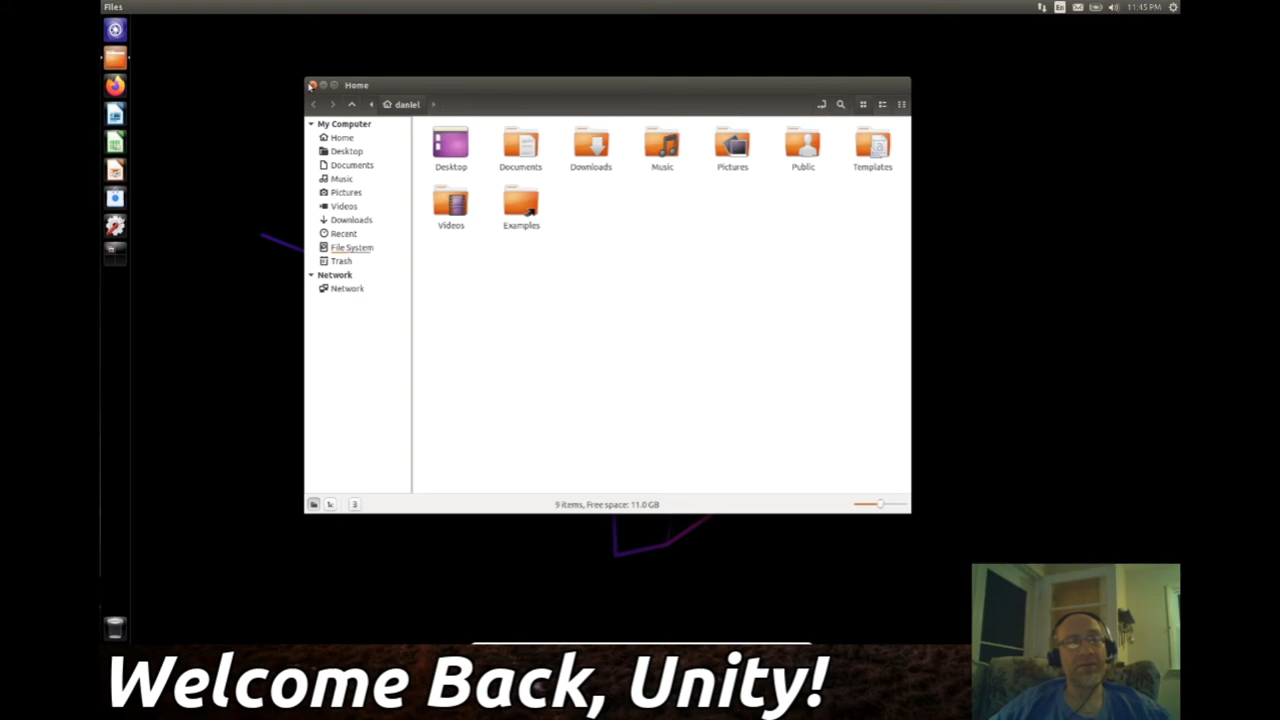 Files
En
11:45 PM
Home
daniel
My Computer
Home
Desktop
Documents
Music
Pictures
Videos
Downloads
Recent
File System
Trash
Network
Network
Desktop
Documents
Downloads
Music
Pictures
Public
Templates
Videos
Examples
9 items, Free space: 11.0 GB
Welcome Back, Unity!